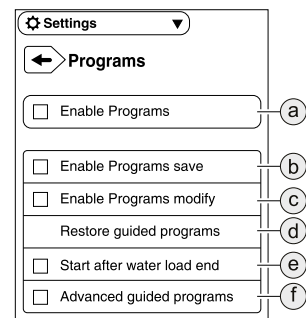 Settings
Programs
Enable Programs a
Enable Programs save b
Enable Programs modify c
Restore guided programs d
Start after water load end e
Advanced guided programs f